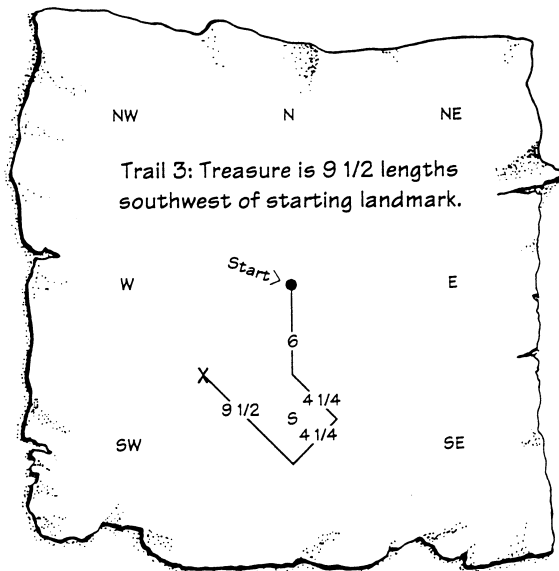 NW N NE
Trail 3: Treasure is 9 1/2 lengths
southwest of starting landmark.
Start>
W E
6
X
4 1/4
9 1/2
S
4 1/4
SW SE